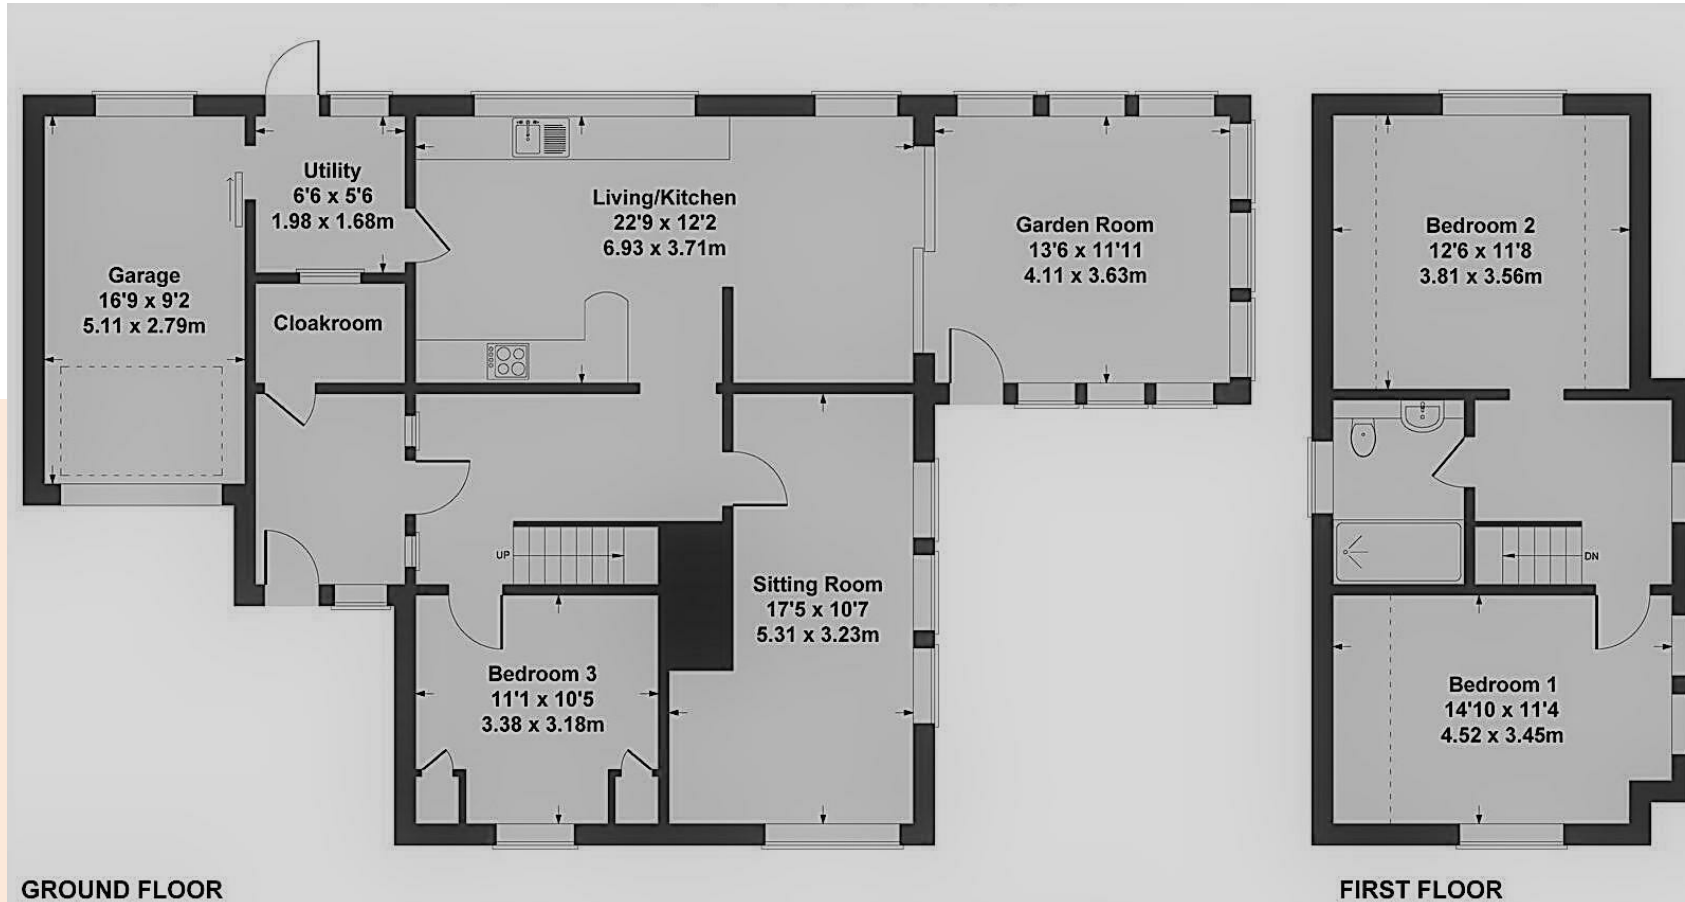 Utility
6'6 x 5'6
1.98 x 1.68m
Living/Kitchen
22'9 x 12'2
6.93 x 3.71m
Garden Room
13'6 x 11'11
4.11 x 3.63m
Garage
16'9 x 9'2
5.11 x 2.79m
Cloakroom
UP
Sitting Room
17'5 x 10'7
5.31 x 3.23m
Bedroom 3
11'1 x 10'5
3.38 x 3.18m
GROUND FLOOR
Bedroom 2
12'6 x 11'8
3.81 x 3.56m
DN
Bedroom 1
14'10 x 11'4
4.52 x 3.45m
FIRST FLOOR